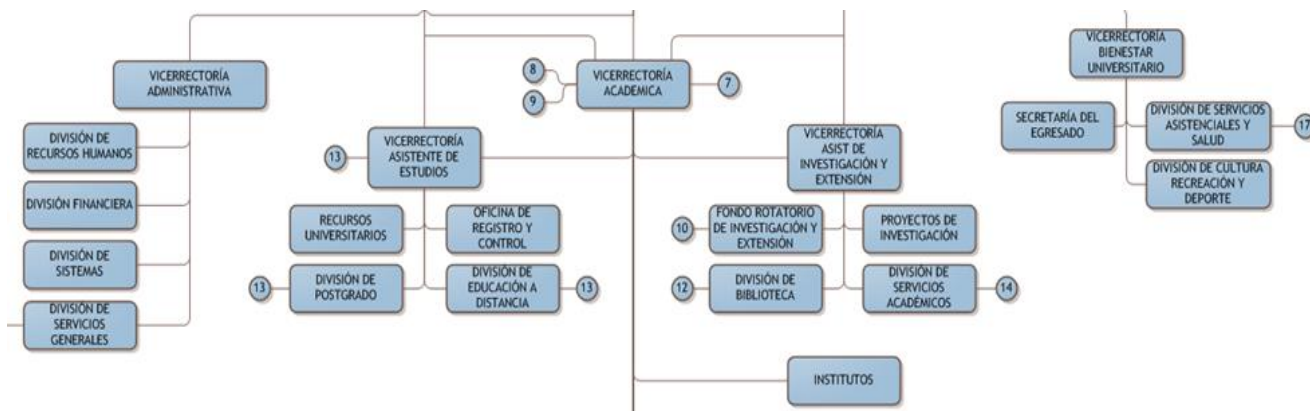 VICERRECTORÍA
ADMINISTRATIVA
DIVISIÓN DE
RECURSOS HUMANOS
DIVISIÓN FINANCIERA
DIVISIÓN DE
SISTEMAS
DIVISIÓN DE
SERVICIOS
GENERALES
8
9
VICERRECTORÍA
ACADEMICA
7
13
VICERRECTORÍA
ASISTENTE DE
ESTUDIOS
RECURSOS
UNIVERSITARIOS
OFICINA DE
REGISTRO Y
CONTROL
13
DIVISIÓN DE
POSTGRADO
DIVISIÓN DE
EDUCACIÓN A
DISTANCIA
13
VICERRECTORÍA
ASIST DE
INVESTIGACIÓN Y
EXTENSIÓN
10
FONDO ROTATORIO
DE INVESTIGACIÓN Y
EXTENSIÓN
PROYECTOS DE
INVESTIGACIÓN
12
DIVISIÓN DE
BIBLIOTECA
DIVISIÓN DE
SERVICIOS
ACADÉMICOS
14
INSTITUTOS
VICERRECTORÍA
BIENESTAR
UNIVERSITARIO
SECRETARÍA DEL
EGRESADO
DIVISIÓN DE SERVICIOS
ASISTENCIALES Y
SALUD
17
DIVISIÓN DE CULTURA
RECREACIÓN Y
DEPORTE